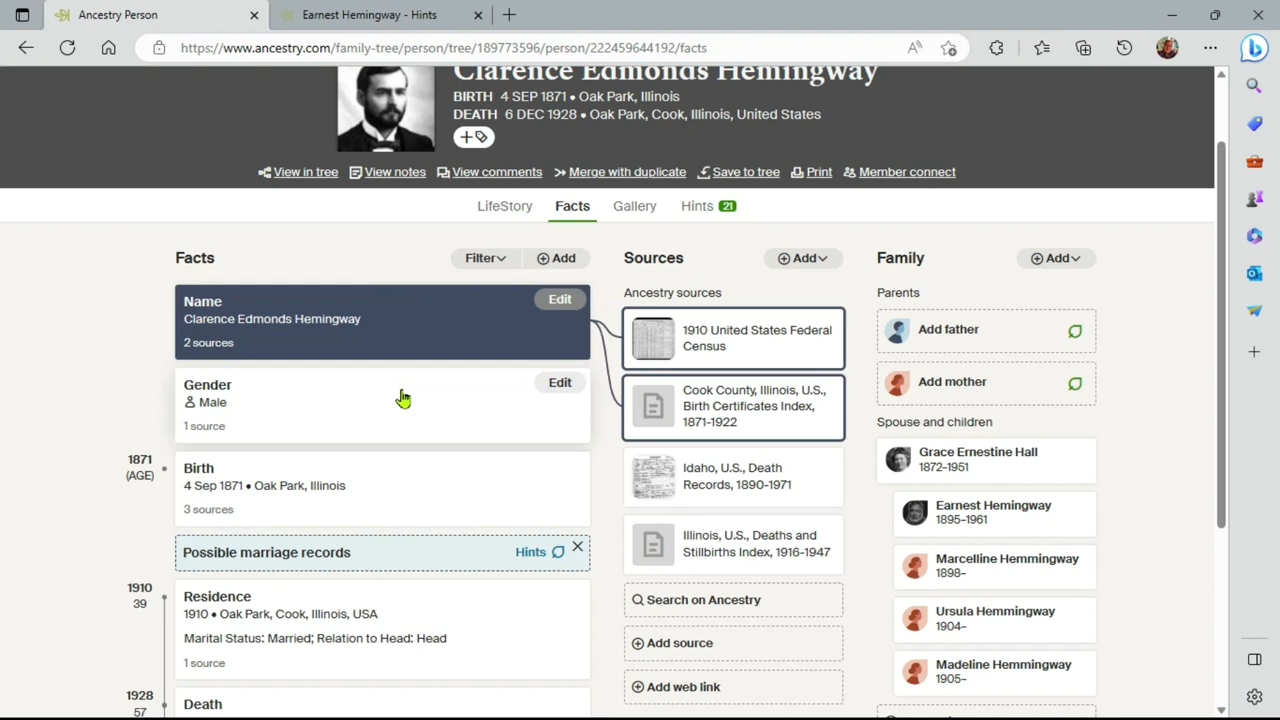 Ancestry Person
Earnest Hemingway - Hints
https://www.ancestry.com/family-tree/person/tree/189773596/person/222459644192/facts
Clarence Edmonds Hemingway
BIRTH 4 SEP 1871 • Oak Park, Illinois
DEATH 6 DEC 1928 • Oak Park, Cook, Illinois, United States
View in tree View notes View comments Merge with duplicate Save to tree Print Member connect
LifeStory Facts Gallery Hints 21
Facts
Filter
Add
Name
Edit
Clarence Edmonds Hemingway
2 sources
Gender
Edit
Male
1 source
1871
(AGE)
Birth
4 Sep 1871 • Oak Park, Illinois
3 sources
Possible marriage records
Hints
1910
39
Residence
1910 • Oak Park, Cook, Illinois, USA
Marital Status: Married; Relation to Head: Head
1 source
1928
57
Death
Sources
Add
Ancestry sources
1910 United States Federal
Census
Cook County, Illinois, U.S.,
Birth Certificates Index,
1871-1922
Idaho, U.S., Death
Records, 1890-1971
Illinois, U.S., Deaths and
Stillbirths Index, 1916-1947
Search on Ancestry
Add source
Add web link
Family
Add
Parents
Add father
Add mother
Spouse and children
Grace Ernestine Hall
1872–1951
Earnest Hemingway
1895–1961
Marcelline Hemmingway
1898–
Ursula Hemmingway
1904–
Madeline Hemmingway
1905–